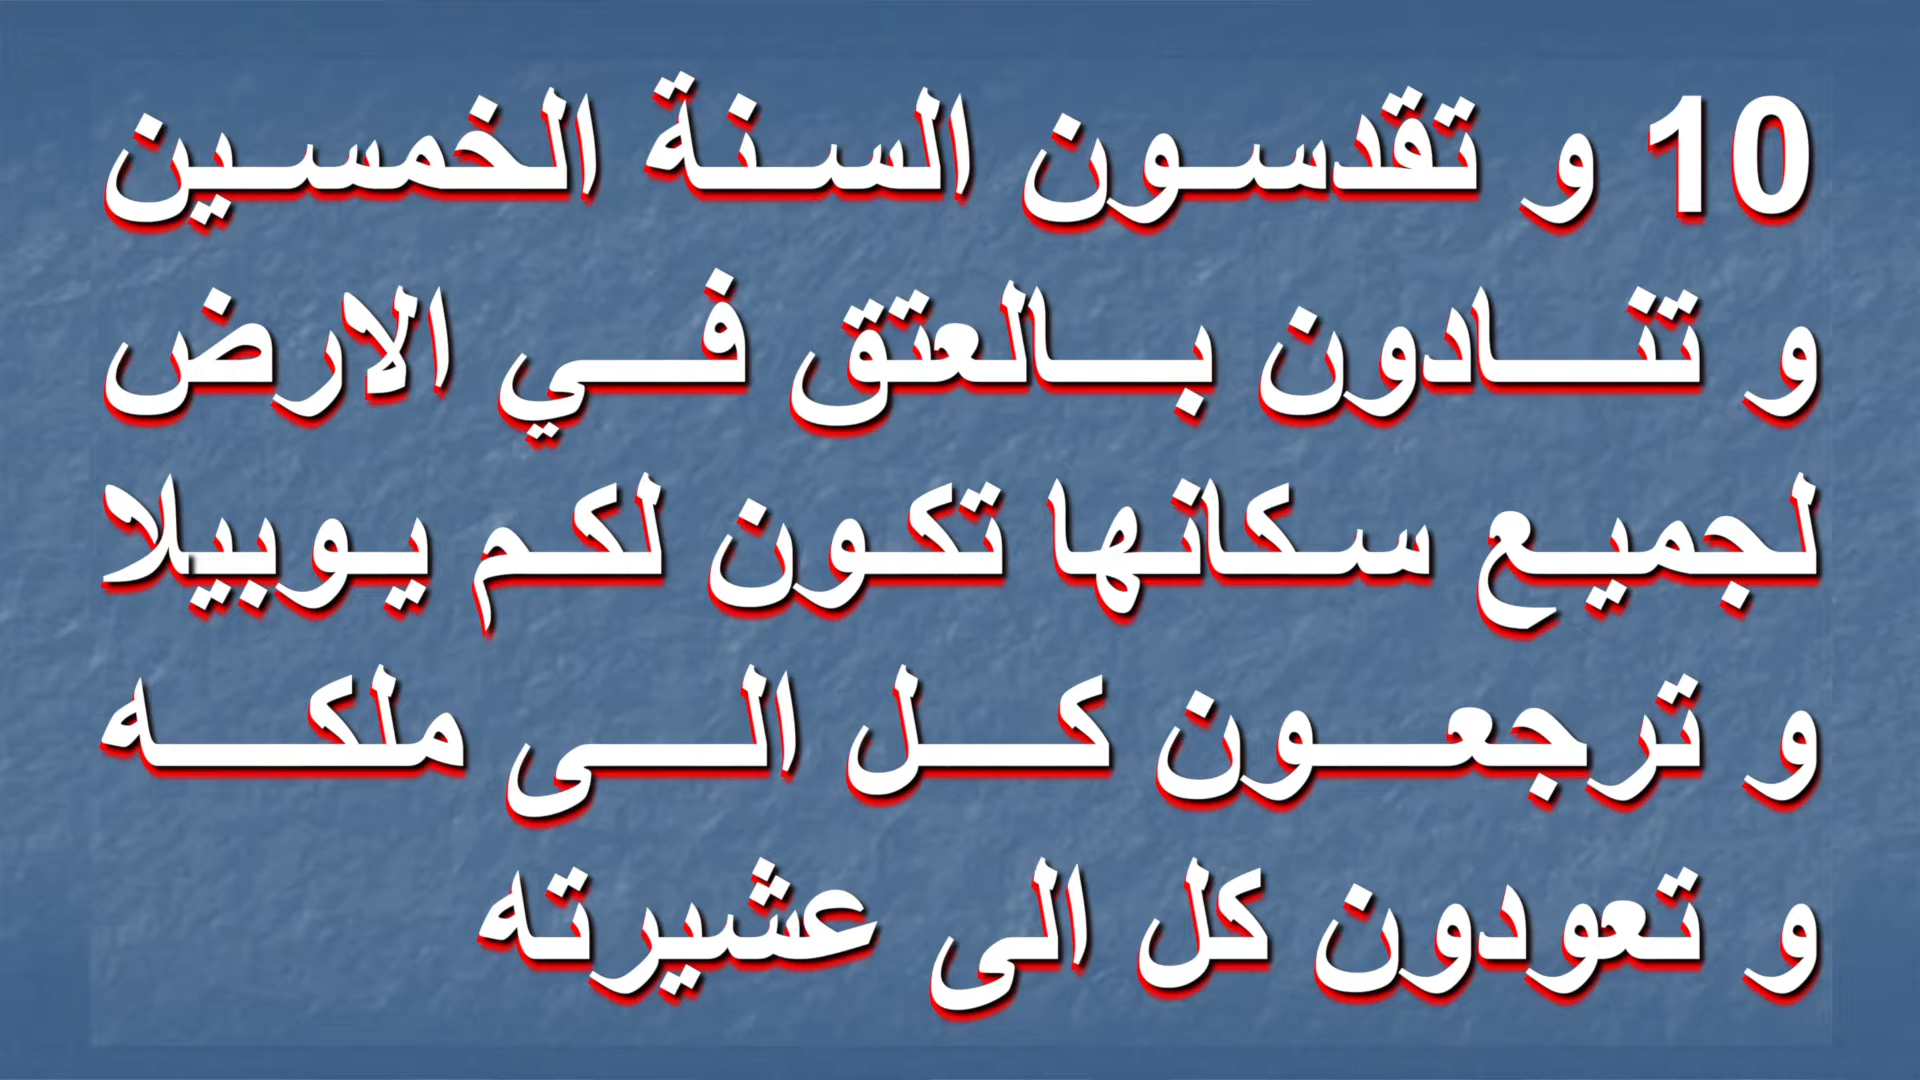 10 و تقدسون السنة الخمسين
و تنادون بالعتق في الارض
لجميع سكانها تكون لكم يوبيلا
و ترجعون كل الى ملكه
و تعودون كل الى عشيرته